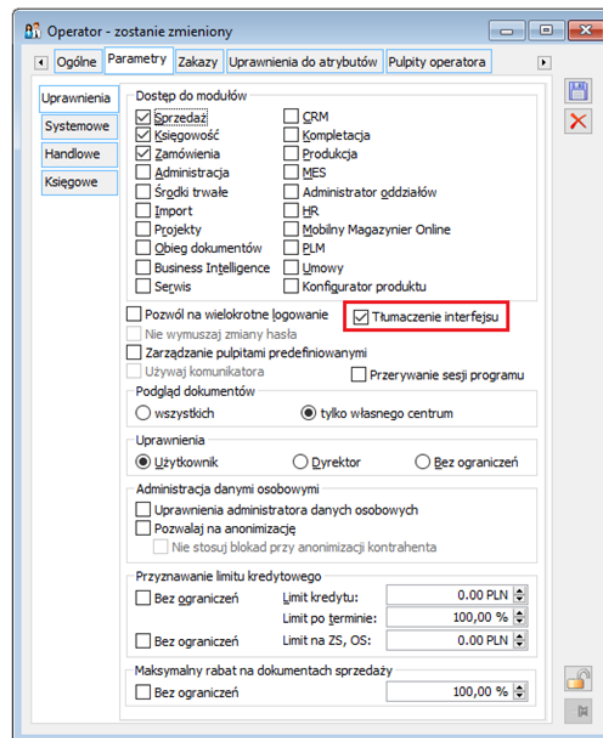 Operator - zostanie zmieniony
Ogólne Parametry Zakazy Uprawnienia do atrybutów Pulpity operatora
Uprawnienia
Systemowe
Handlowe
Księgowe
Dostęp do modułów
Sprzedaż CRM
Księgowość Kompletacja
Zamówienia Produkcja
Administracja MES
Środki trwałe Administrator oddziałów
Import HR
Projekty Mobilny Magazynier Online
Obieg dokumentów PLM
Business Intelligence Umowy
Serwis Konfigurator produktu
Pozwól na wielokrotne logowanie Tłumaczenie interfejsu
Nie wymuszaj zmiany hasła
Zarządzanie pulpitami predefiniowanymi
Używaj komunikatora Przerywanie sesji programu
Podgląd dokumentów
wszystkich tylko własnego centrum
Uprawnienia
Użytkownik Dyrektor Bez ograniczeń
Administracja danymi osobowymi
Uprawnienia administratora danych osobowych
Pozwalaj na anonimizację
Nie stosuj blokad przy anonimizacji kontrahenta
Przyznawanie limitu kredytowego
Bez ograniczeń Limit kredytu: 0.00 PLN
Limit po terminie: 100,00 %
Bez ograniczeń Limit na ZS, OS: 0.00 PLN
Maksymalny rabat na dokumentach sprzedaży
Bez ograniczeń 100,00 %